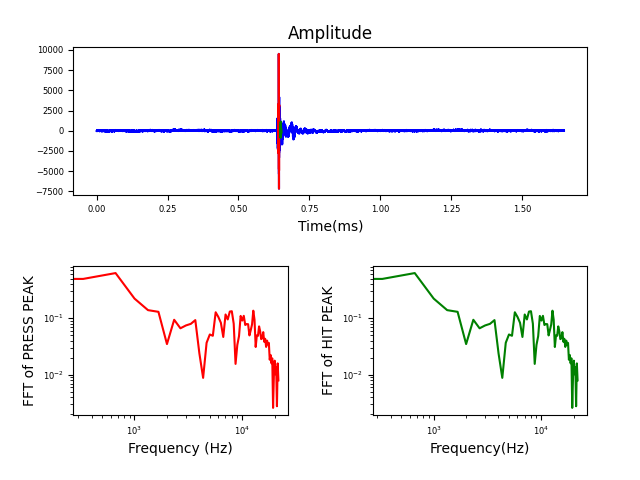 Amplitude
10000
7500
5000
2500
0
−2500
−5000
−7500
0.00 0.25 0.50 0.75 1.00 1.25 1.50
Time(ms)
FFT of PRESS PEAK
10⁻¹
10⁻²
10³ 10⁴
Frequency (Hz)
FFT of HIT PEAK
10⁻¹
10⁻²
10³ 10⁴
Frequency(Hz)